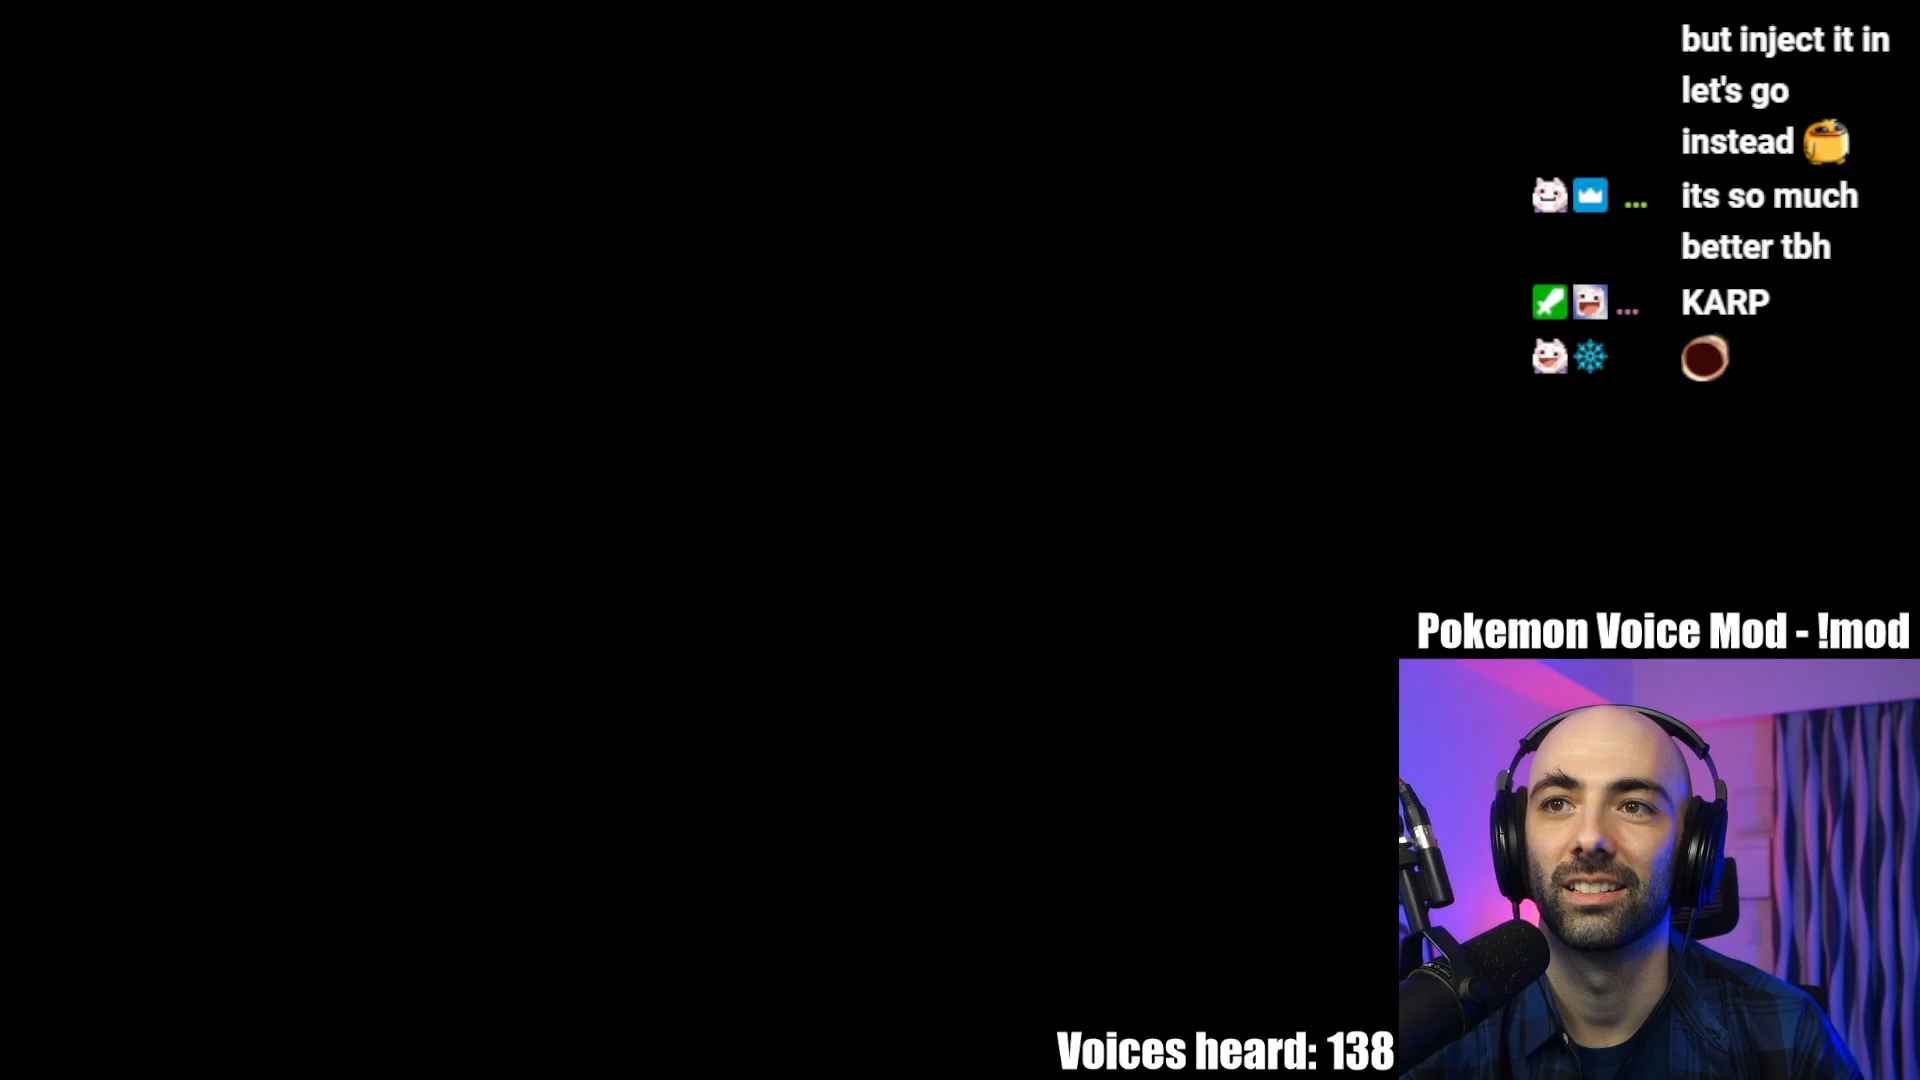 but inject it in
let's go
instead
... its so much
better tbh
... KARP
Pokemon Voice Mod - !mod
Voices heard: 138